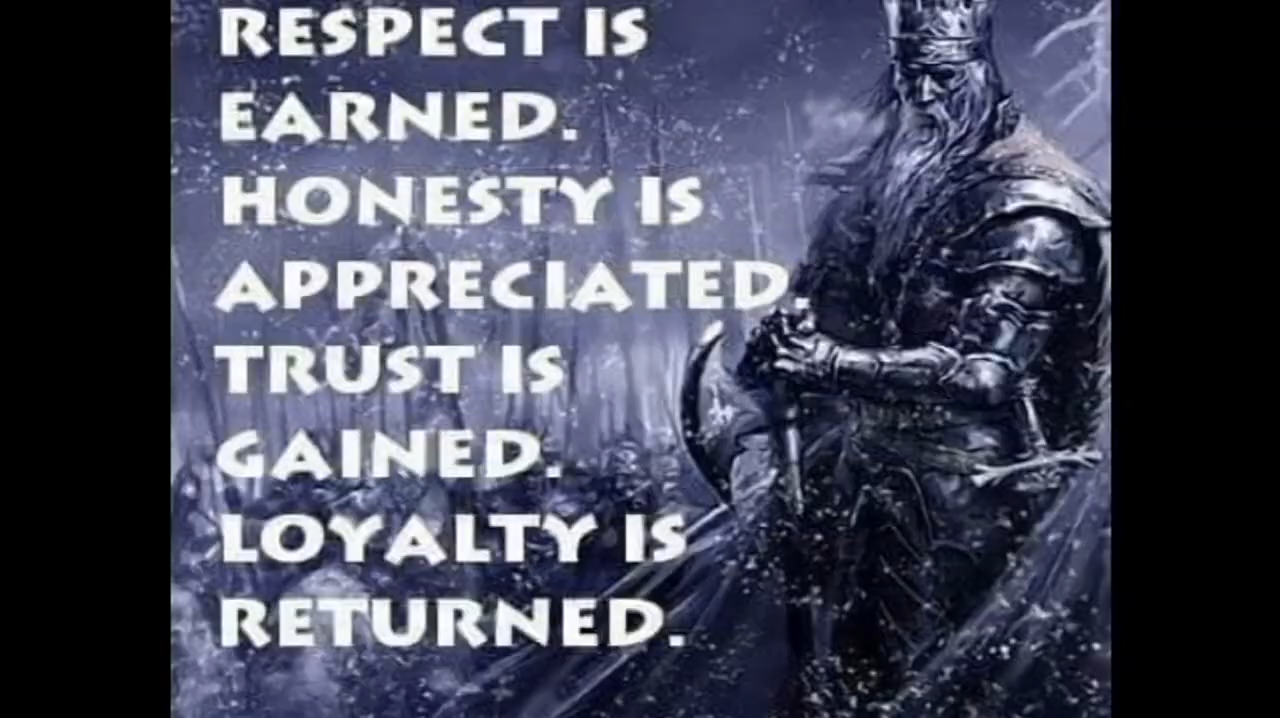 RESPECT IS
EARNED.
HONESTY IS
APPRECIATED.
TRUST IS
GAINED.
LOYALTY IS
RETURNED.